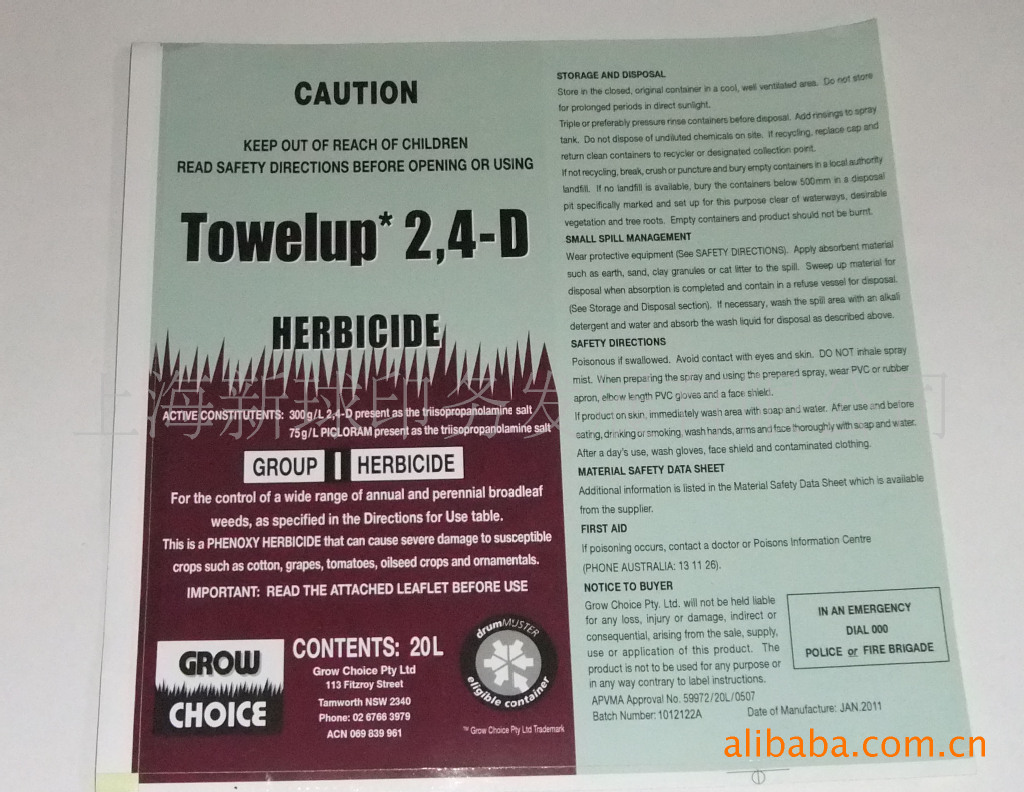 CAUTION
KEEP OUT OF REACH OF CHILDREN
READ SAFETY DIRECTIONS BEFORE OPENING OR USING
Towelup* 2,4-D
HERBICIDE
ACTIVE CONSTITUTENTS: 300g/L 2,4-D present as the triisopropanolamine salt
75g/L PICLORAM present as the triisopropanolamine salt
GROUP I HERBICIDE
For the control of a wide range of annual and perennial broadleaf
weeds, as specified in the Directions for Use table.
This is a PHENOXY HERBICIDE that can cause severe damage to susceptible
crops such as cotton, grapes, tomatoes, oilseed crops and ornamentals.
IMPORTANT: READ THE ATTACHED LEAFLET BEFORE USE
GROW
CHOICE
CONTENTS: 20L
Grow Choice Pty Ltd
113 Fitzroy Street
Tamworth NSW 2340
Phone: 02 6766 3979
ACN 069 839 961
drumMUSTER
eligible container
™ Grow Choice Pty Ltd Trademark
STORAGE AND DISPOSAL
Store in the closed, original container in a cool, well ventilated area. Do not store
for prolonged periods in direct sunlight.
Triple or preferably pressure rinse containers before disposal. Add rinsings to spray
tank. Do not dispose of undiluted chemicals on site. If recycling, replace cap and
return clean containers to recycler or designated collection point.
If not recycling, break, crush or puncture and bury empty containers in a local authority
landfill. If no landfill is available, bury the containers below 500mm in a disposal
pit specifically marked and set up for this purpose clear of waterways, desirable
vegetation and tree roots. Empty containers and product should not be burnt.
SMALL SPILL MANAGEMENT
Wear protective equipment (See SAFETY DIRECTIONS). Apply absorbent material
such as earth, sand, clay granules or cat litter to the spill. Sweep up material for
disposal when absorption is completed and contain in a refuse vessel for disposal.
(See Storage and Disposal section). If necessary, wash the spill area with an alkali
detergent and water and absorb the wash liquid for disposal as described above.
SAFETY DIRECTIONS
Poisonous if swallowed. Avoid contact with eyes and skin. DO NOT inhale spray
mist. When preparing the spray and using the prepared spray, wear PVC or rubber
apron, elbow length PVC gloves and a face shield.
If product on skin, immediately wash area with soap and water. After use and before
eating, drinking or smoking, wash hands, arms and face thoroughly with soap and water.
After a day's use, wash gloves, face shield and contaminated clothing.
MATERIAL SAFETY DATA SHEET
Additional information is listed in the Material Safety Data Sheet which is available
from the supplier.
FIRST AID
If poisoning occurs, contact a doctor or Poisons Information Centre
(PHONE AUSTRALIA: 13 11 26).
NOTICE TO BUYER
Grow Choice Pty. Ltd. will not be held liable
for any loss, injury or damage, indirect or
consequential, arising from the sale, supply,
use or application of this product. The
product is not to be used for any purpose or
in any way contrary to label instructions.
IN AN EMERGENCY
DIAL 000
POLICE or FIRE BRIGADE
APVMA Approval No. 59972/20L/0507
Batch Number: 1012122A Date of Manufacture: JAN.2011
上海新球印务发
alibaba.com.cn